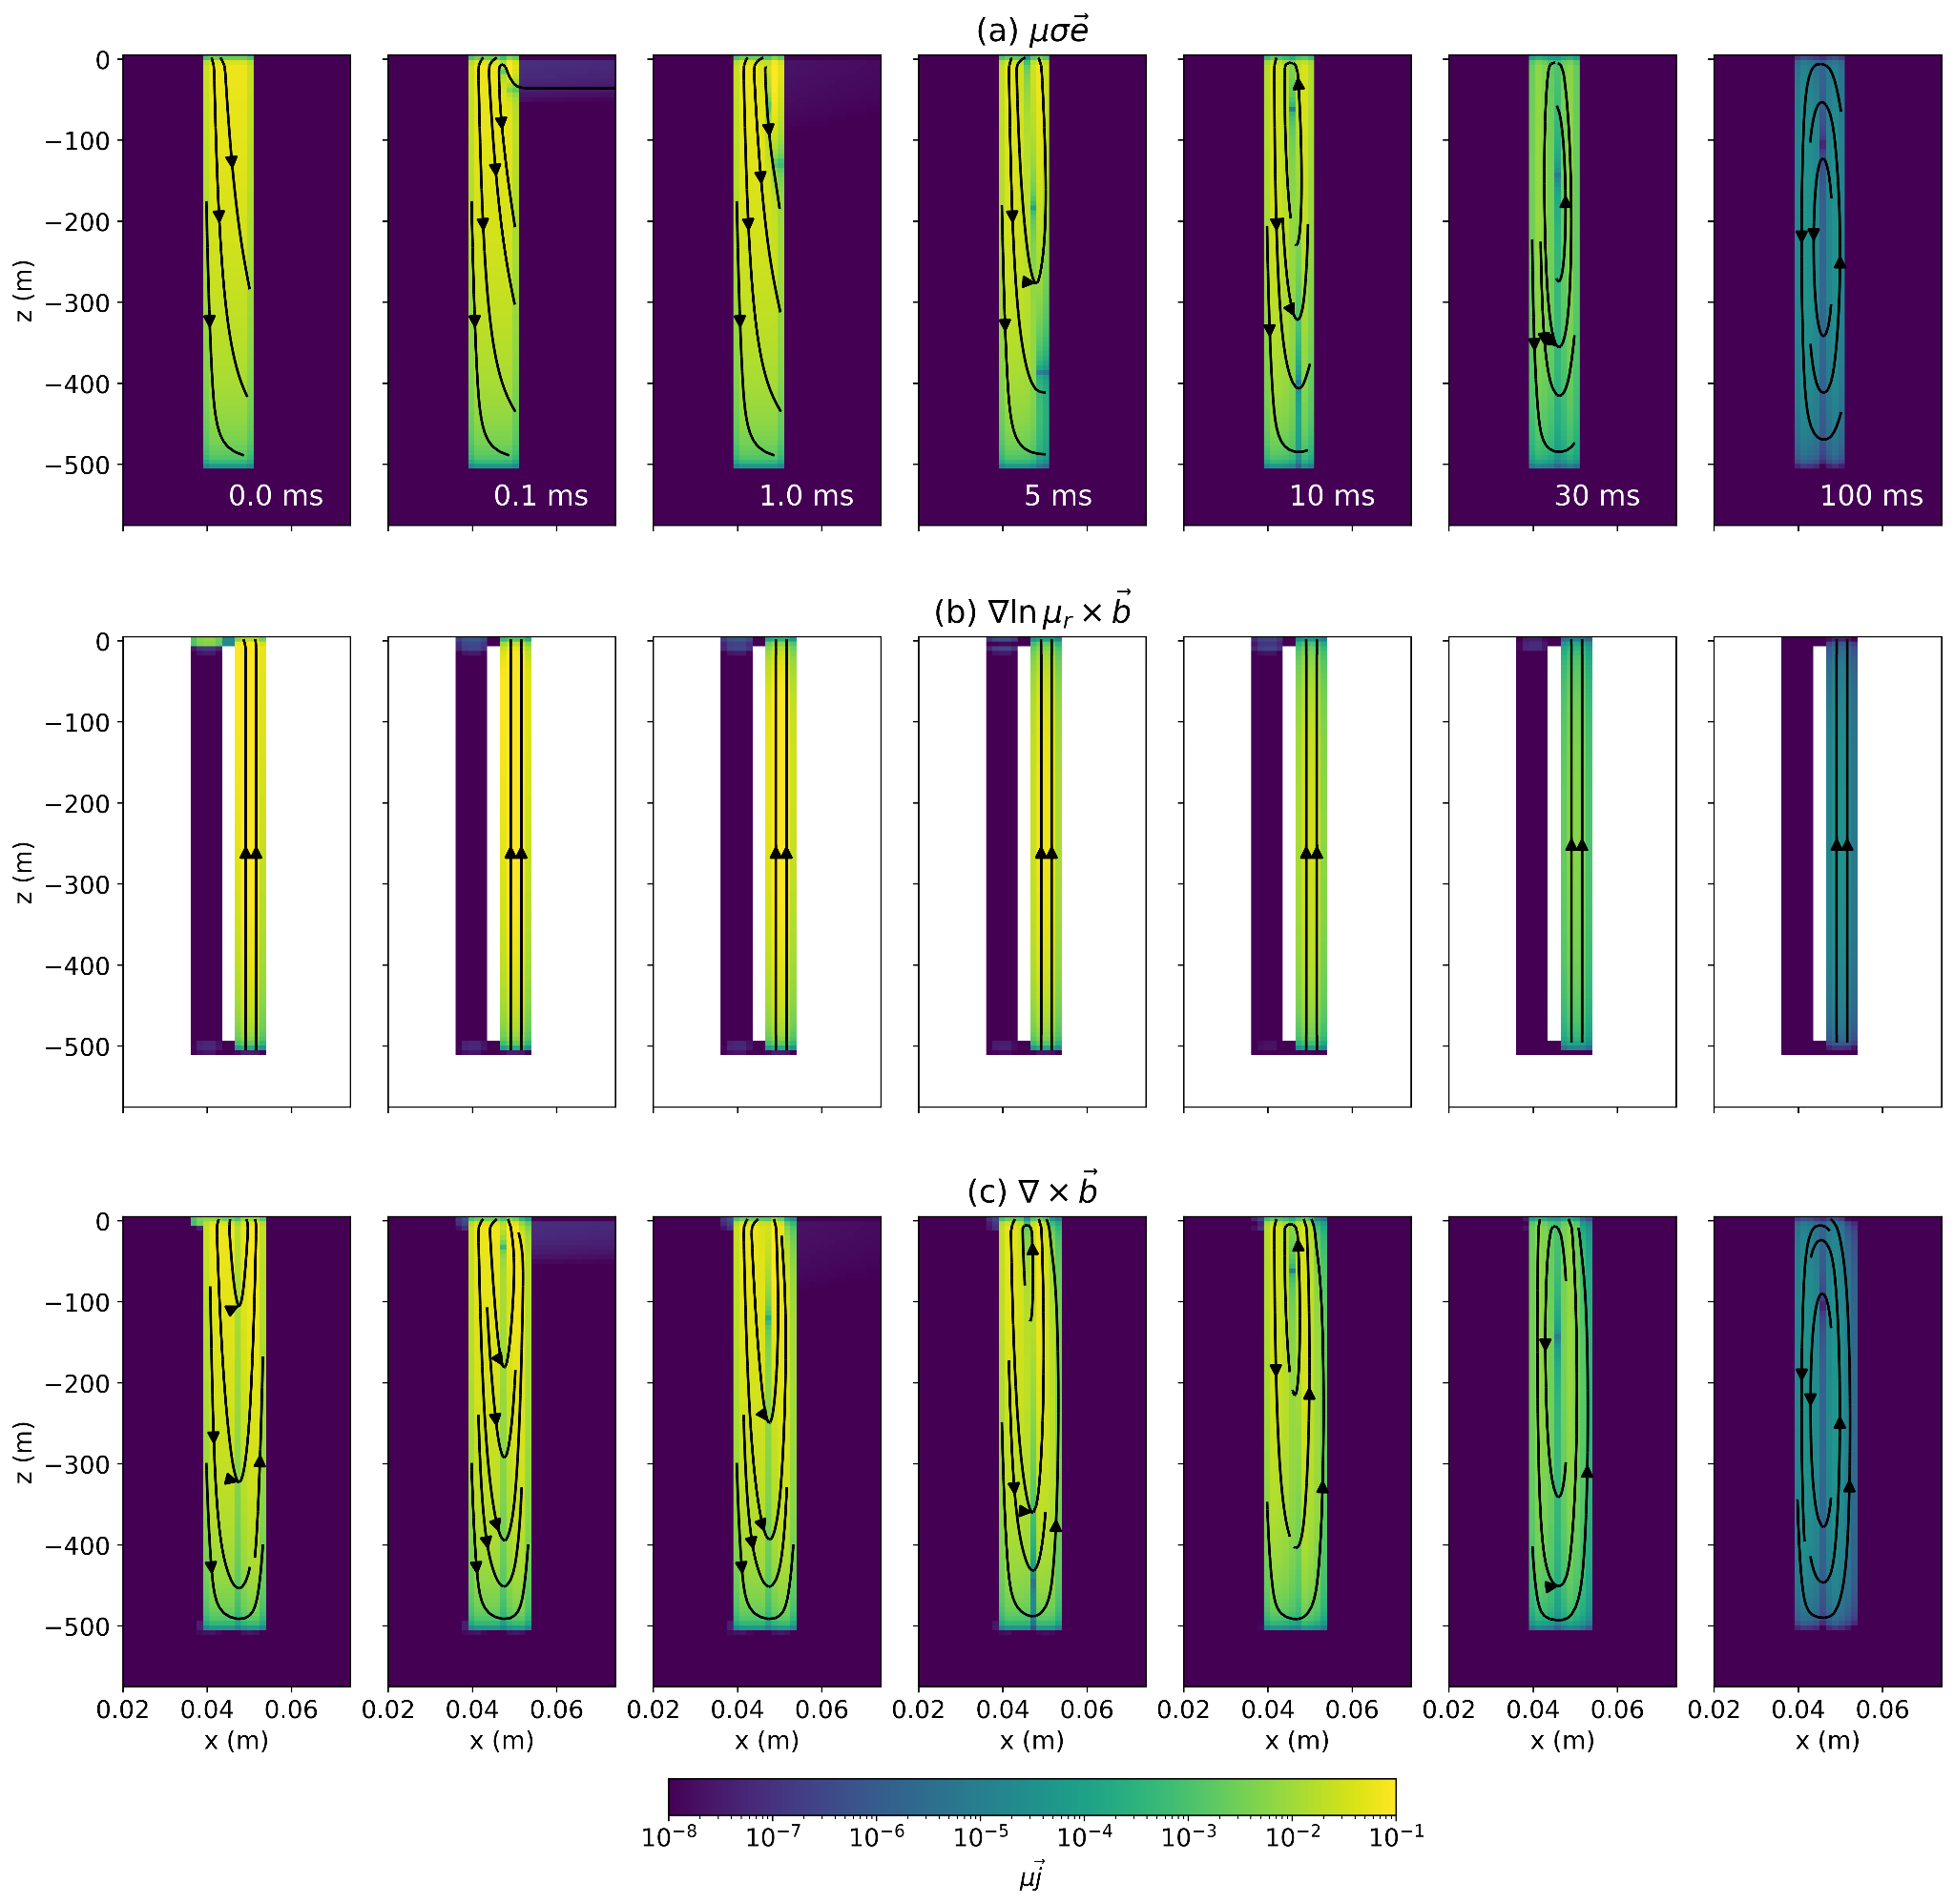 (a) μσe⃗
0
−100
−200
−300
−400
−500
z (m)
0.0 ms
0.1 ms
1.0 ms
5 ms
10 ms
30 ms
100 ms
(b) ∇ln μᵣ × b⃗
0
−100
−200
−300
−400
−500
z (m)
(c) ∇ × b⃗
0
−100
−200
−300
−400
−500
z (m)
0.02 0.04 0.06 0.02 0.04 0.06 0.02 0.04 0.06 0.02 0.04 0.06 0.02 0.04 0.06 0.02 0.04 0.06 0.02 0.04 0.06
x (m) x (m) x (m) x (m) x (m) x (m) x (m)
10⁻⁸ 10⁻⁷ 10⁻⁶ 10⁻⁵ 10⁻⁴ 10⁻³ 10⁻² 10⁻¹
μj⃗